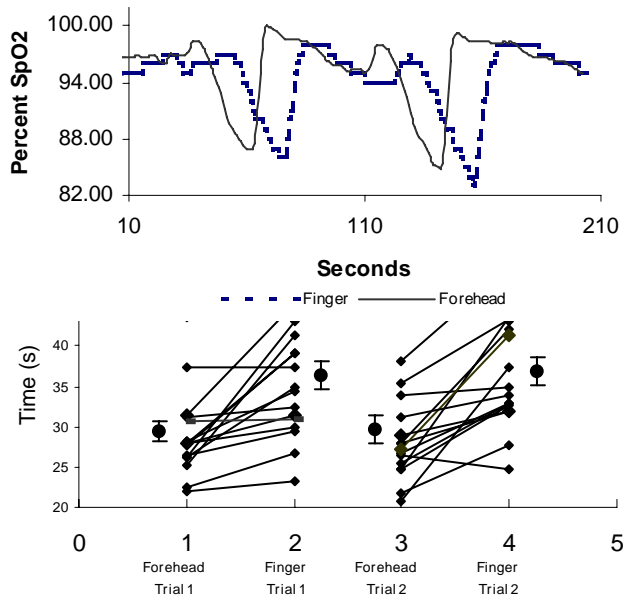 Percent SpO2
100.00
94.00
88.00
82.00
10 110 210
Seconds
Finger Forehead
Time (s)
40
35
30
25
20
0 1 2 3 4 5
Forehead Finger Forehead Finger
Trial 1 Trial 1 Trial 2 Trial 2